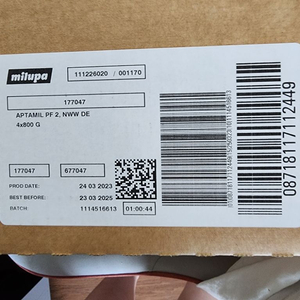 milupa
111226020 / 001170
177047
APTAMIL PF 2, NWW DE
4x800 G
177047
677047
PROD DATE: 24 03 2023
BEST BEFORE: 23 03 2025
BATCH 1114516613 01:00:44
08718117112449